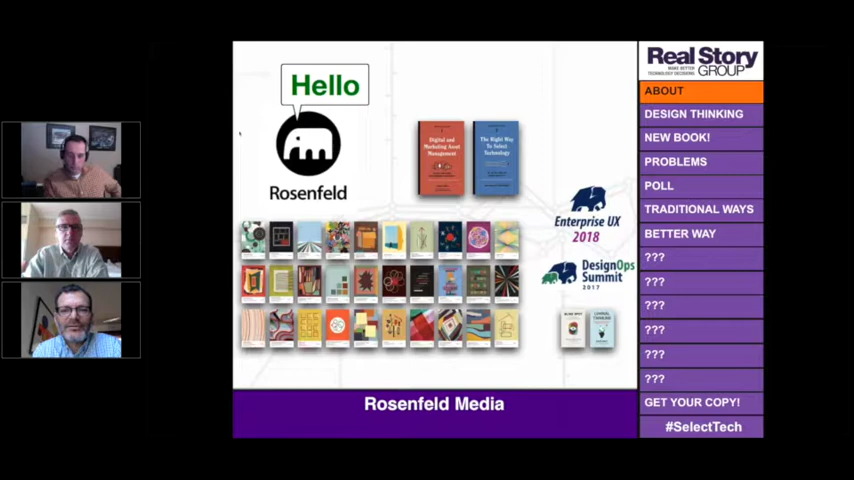 Hello
Rosenfeld
Digital and
Marketing Asset
Management
The Right Way
To Select
Technology
Enterprise UX
2018
DesignOps
Summit
2017
Rosenfeld Media
Real Story
GROUP
MAKE BETTER
TECHNOLOGY DECISIONS
ABOUT
DESIGN THINKING
NEW BOOK!
PROBLEMS
POLL
TRADITIONAL WAYS
BETTER WAY
???
???
???
???
???
???
GET YOUR COPY!
#SelectTech